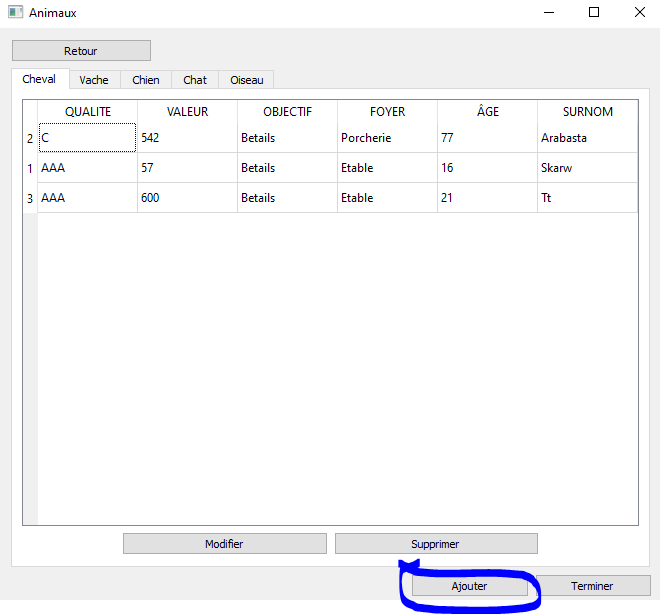 Animaux
Retour
Cheval Vache Chien Chat Oiseau
QUALITE VALEUR OBJECTIF FOYER ÂGE SURNOM
2 C 542 Betails Porcherie 77 Arabasta
1 AAA 57 Betails Etable 16 Skarw
3 AAA 600 Betails Etable 21 Tt
Modifier Supprimer
Ajouter Terminer